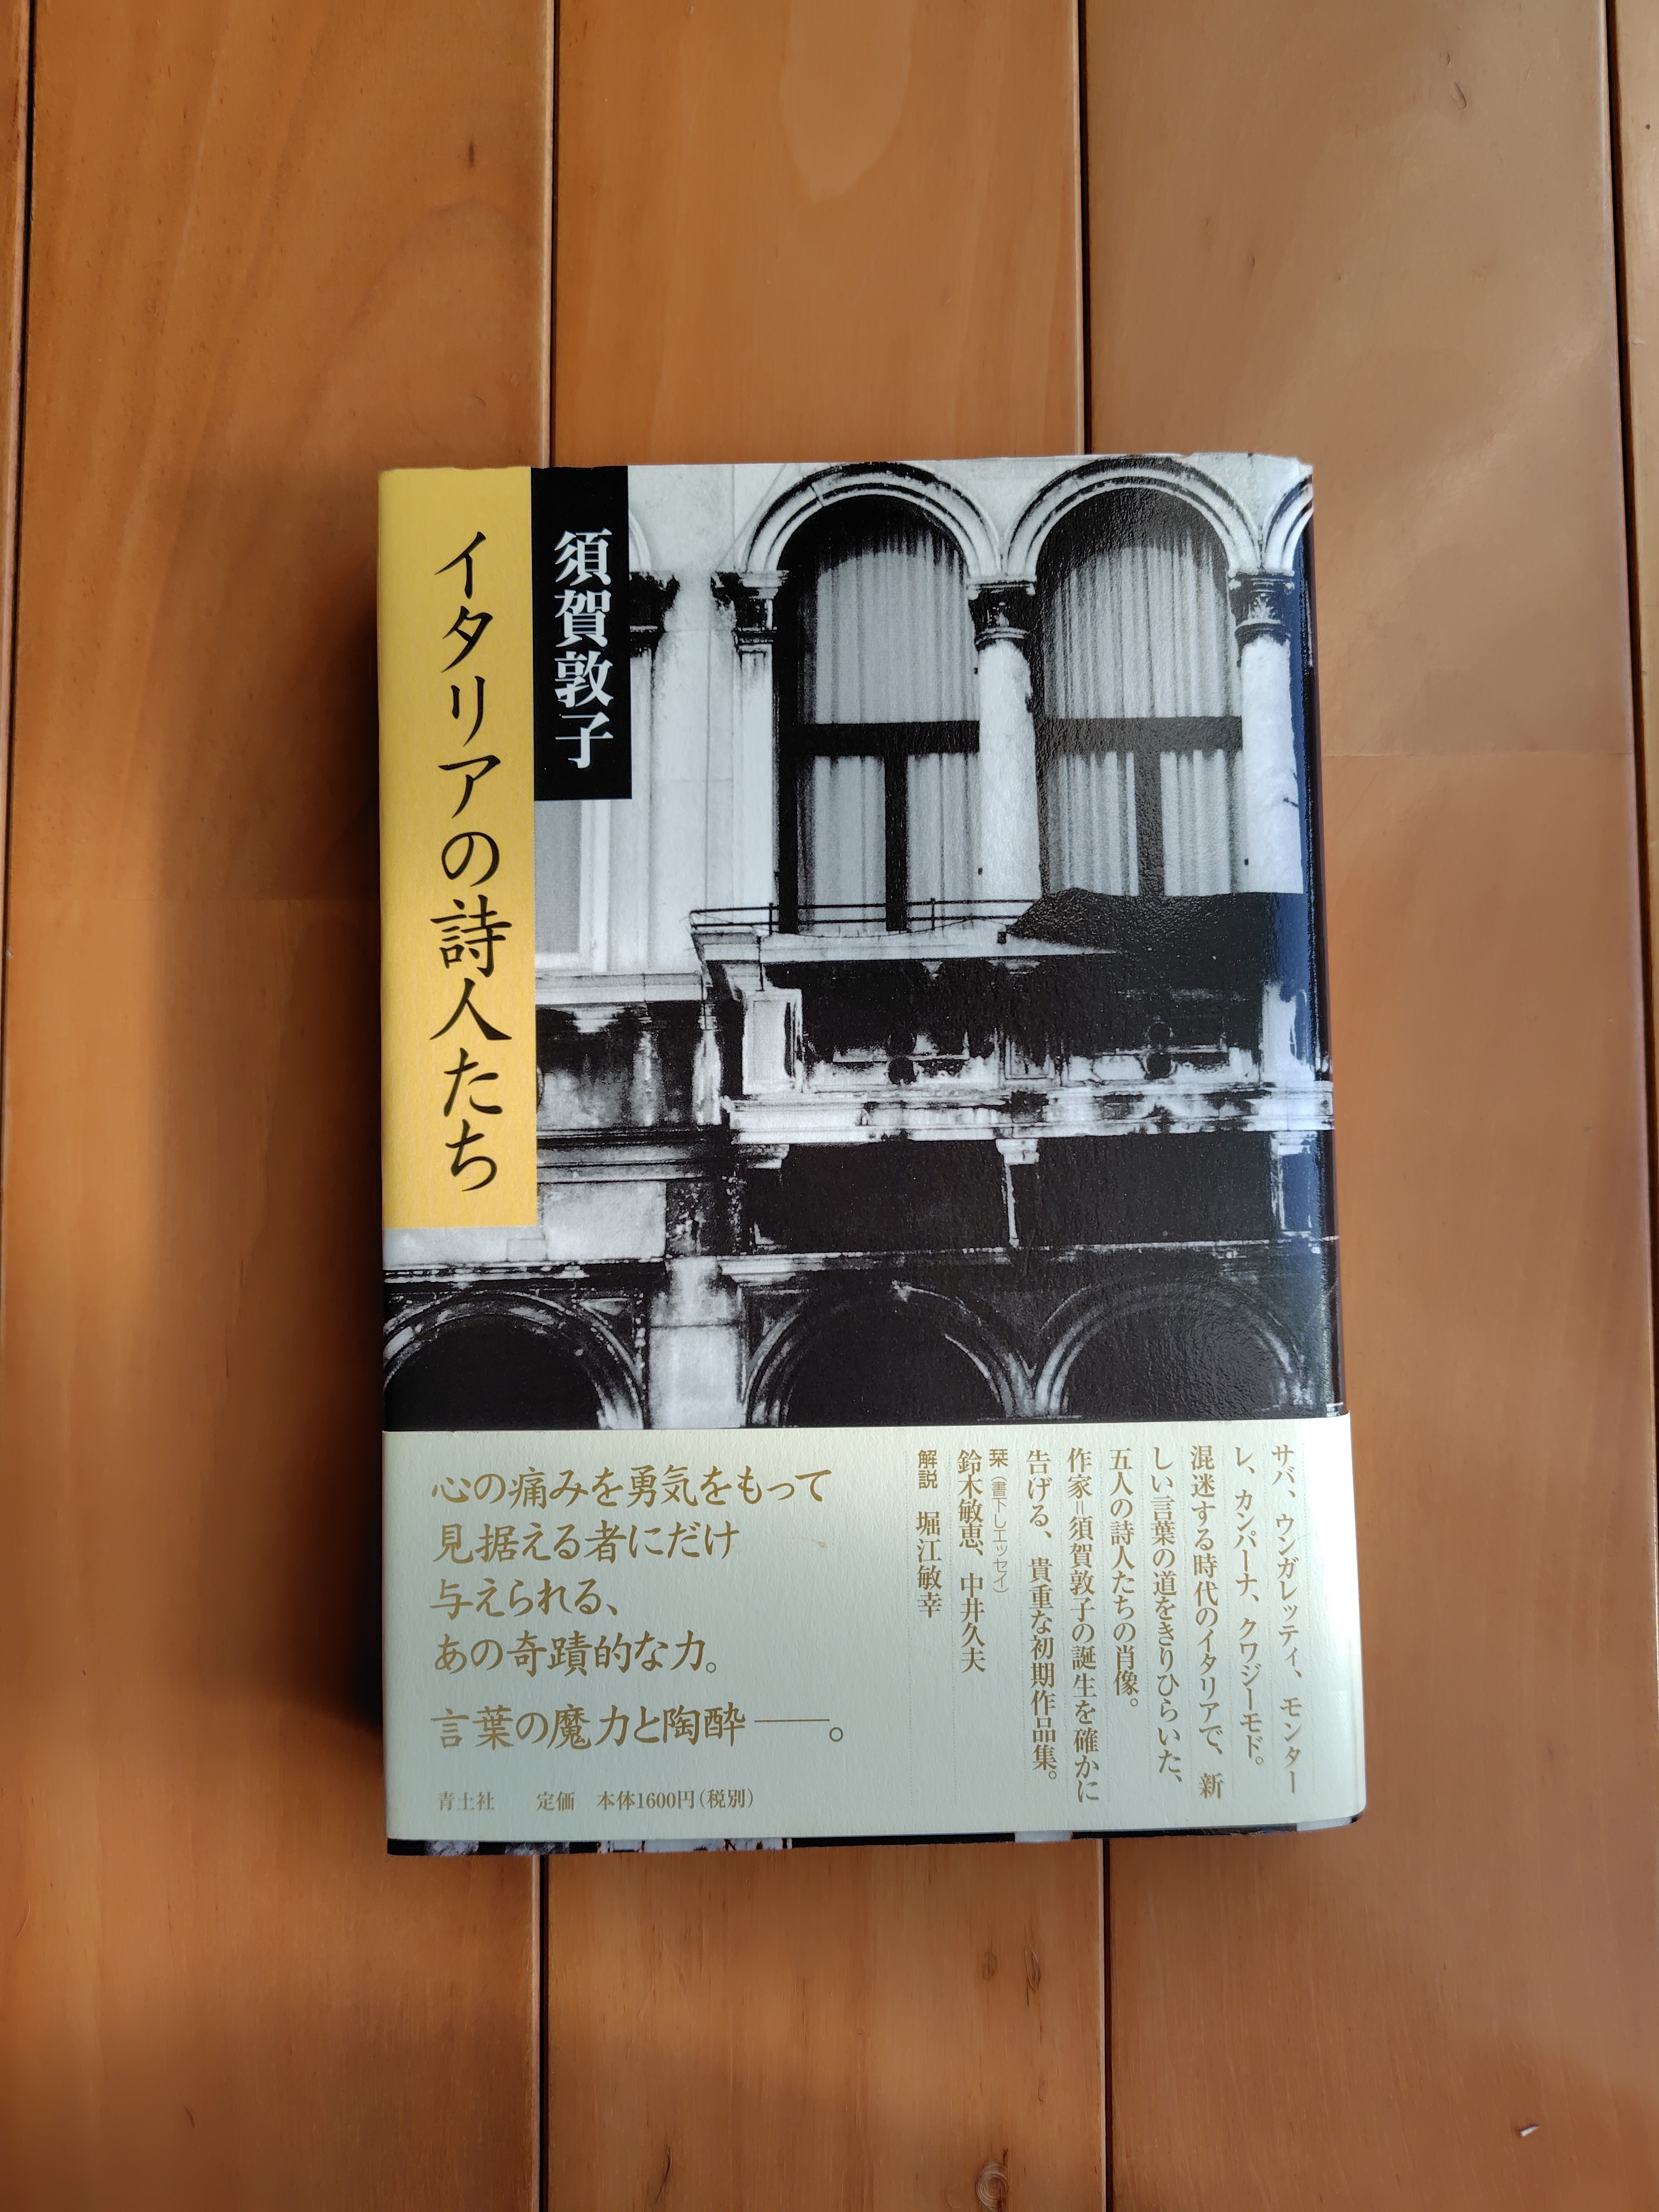 イタリアの詩人たち
須賀敦子
サバ、ウンガレッティ、モンター
レ、カンパーナ、クワジーモド。
混迷する時代のイタリアで、新
しい言葉の道をきりひらいた、
五人の詩人たちの肖像。
作家=須賀敦子の誕生を確かに
告げる、貴重な初期作品集。
栞（書下しエッセイ）
鈴木敏恵、中井久夫
解説 堀江敏幸
心の痛みを勇気をもって
見据える者にだけ
与えられる、
あの奇蹟的な力。
言葉の魔力と陶酔――。
青土社 定価 本体1600円（税別）